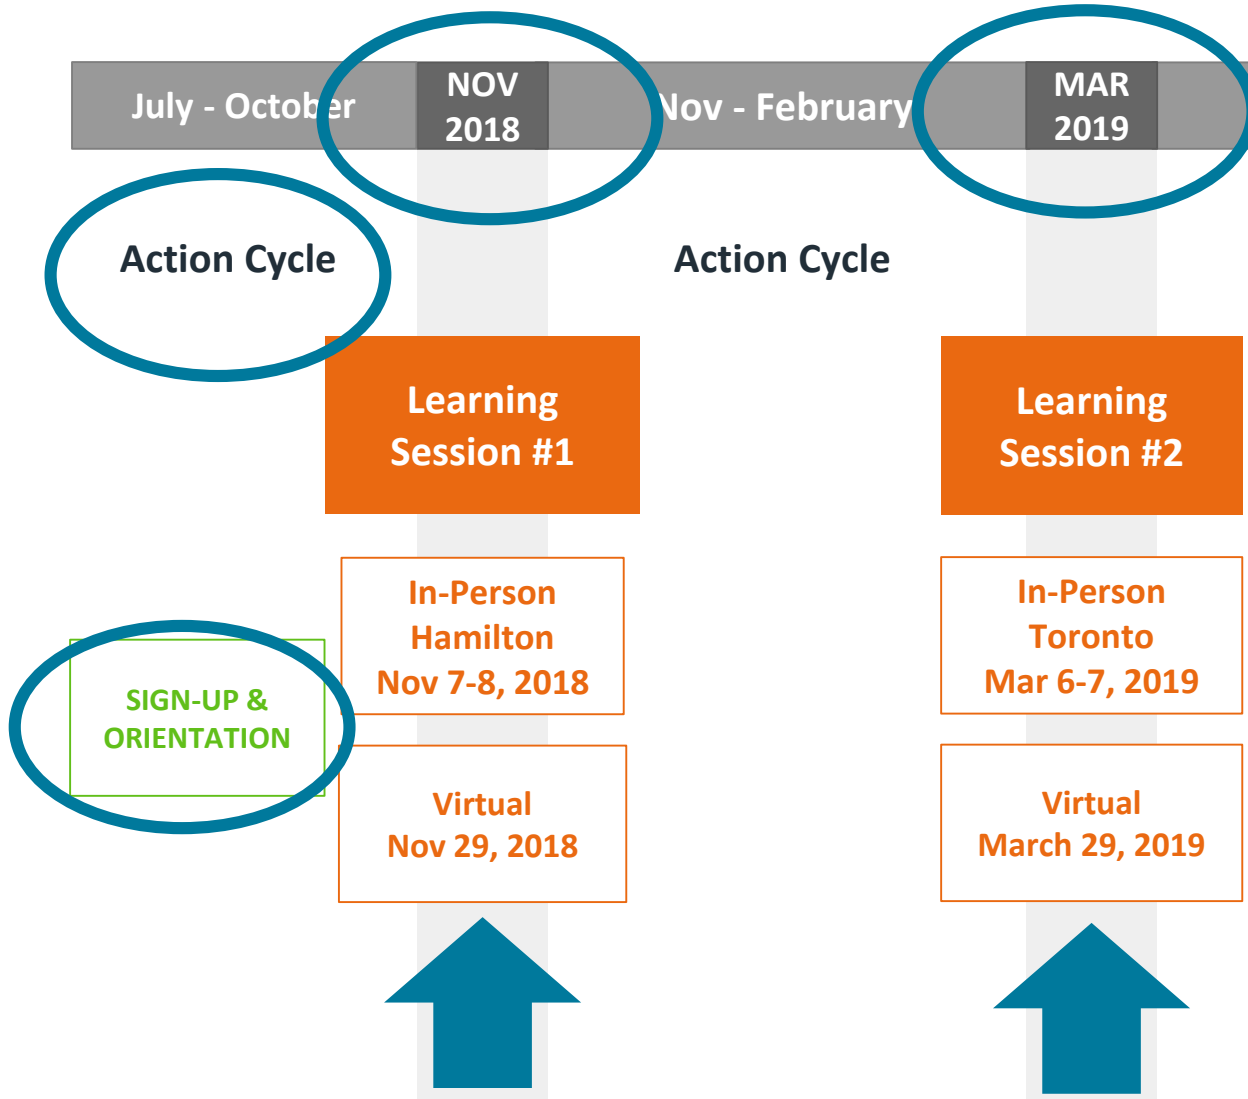 July - October
NOV
2018
Nov - February
MAR
2019
Action Cycle
Action Cycle
Learning
Session #1
Learning
Session #2
In-Person
Hamilton
Nov 7-8, 2018
In-Person
Toronto
Mar 6-7, 2019
SIGN-UP &
ORIENTATION
Virtual
Nov 29, 2018
Virtual
March 29, 2019